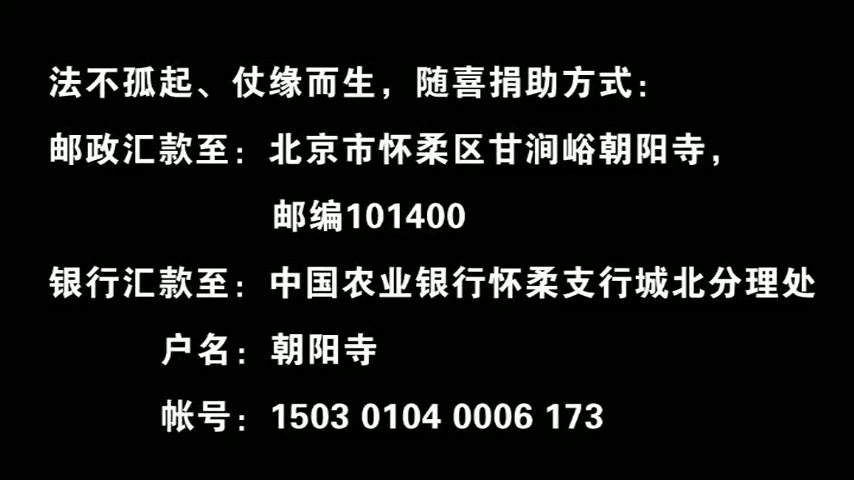 法不孤起、仗缘而生，随喜捐助方式：
邮政汇款至：北京市怀柔区甘涧峪朝阳寺，
邮编101400
银行汇款至：中国农业银行怀柔支行城北分理处
户名：朝阳寺
帐号：1503 0104 0006 173